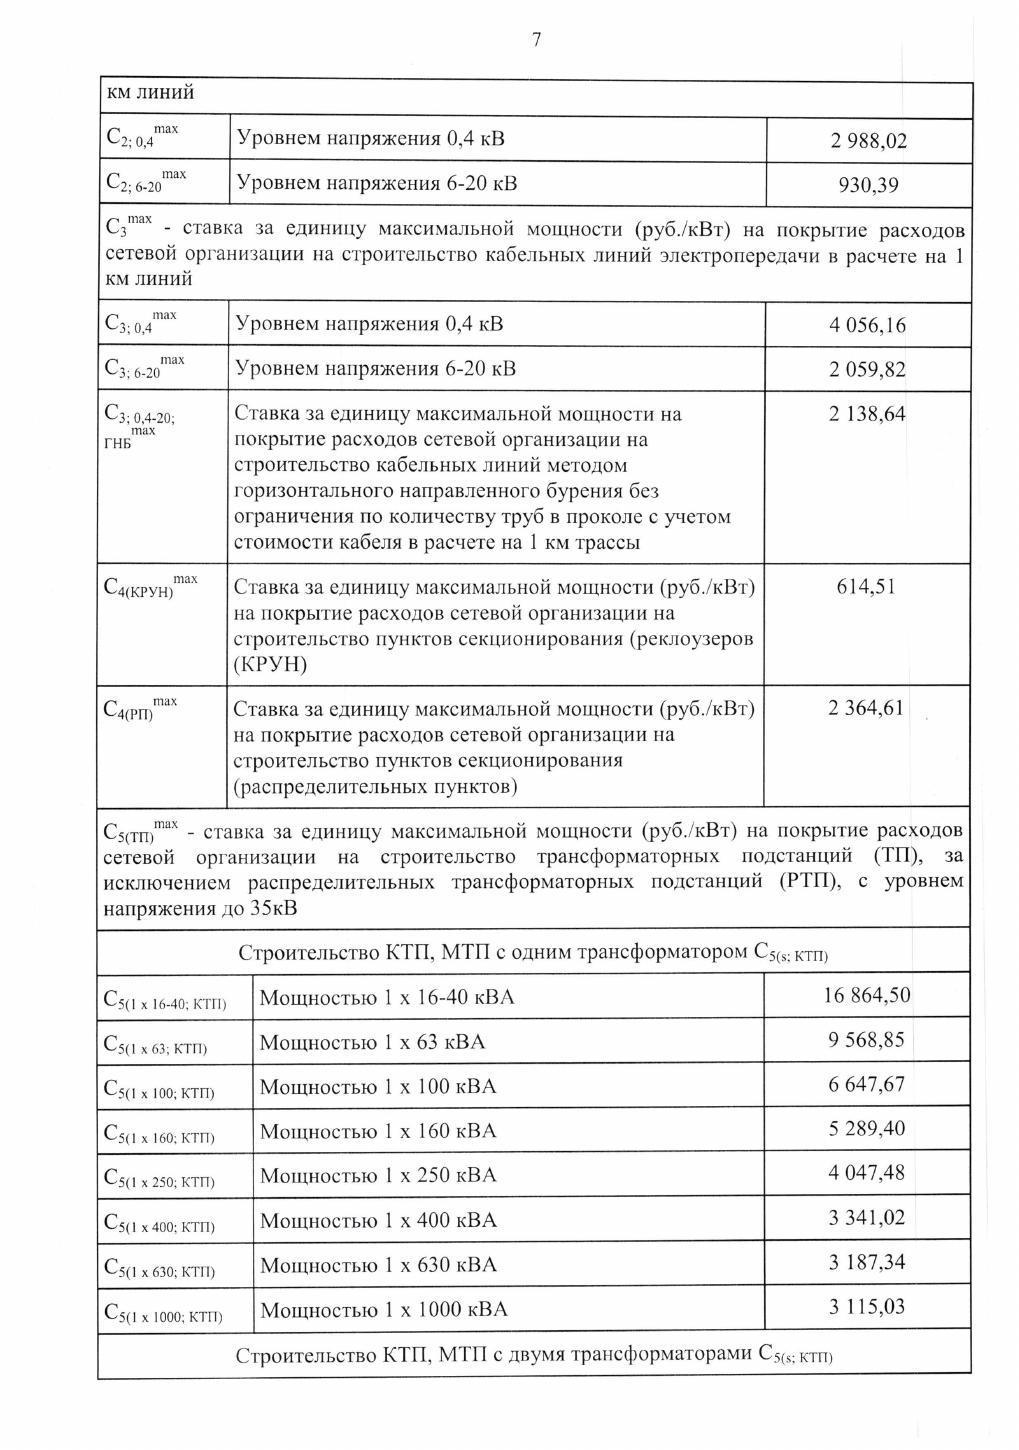 7
км линий
C2; 0,4 max Уровнем напряжения 0,4 кВ 2 988,02
C2; 6-20 max Уровнем напряжения 6-20 кВ 930,39
C3 max - ставка за единицу максимальной мощности (руб./кВт) на покрытие расходов
сетевой организации на строительство кабельных линий электропередачи в расчете на 1
км линий
C3; 0,4 max Уровнем напряжения 0,4 кВ 4 056,16
C3; 6-20 max Уровнем напряжения 6-20 кВ 2 059,82
C3; 0,4-20; ГНБ max Ставка за единицу максимальной мощности на 2 138,64
покрытие расходов сетевой организации на
строительство кабельных линий методом
горизонтального направленного бурения без
ограничения по количеству труб в проколе с учетом
стоимости кабеля в расчете на 1 км трассы
C4(КРУН) max Ставка за единицу максимальной мощности (руб./кВт) 614,51
на покрытие расходов сетевой организации на
строительство пунктов секционирования (реклоузеров
(КРУН)
C4(РП) max Ставка за единицу максимальной мощности (руб./кВт) 2 364,61
на покрытие расходов сетевой организации на
строительство пунктов секционирования
(распределительных пунктов)
C5(ТП) max - ставка за единицу максимальной мощности (руб./кВт) на покрытие расходов
сетевой организации на строительство трансформаторных подстанций (ТП), за
исключением распределительных трансформаторных подстанций (РТП), с уровнем
напряжения до 35кВ
Строительство КТП, МТП с одним трансформатором C5(s; КТП)
C5(1 х 16-40; КТП) Мощностью 1 х 16-40 кВА 16 864,50
C5(1 х 63; КТП) Мощностью 1 х 63 кВА 9 568,85
C5(1 х 100; КТП) Мощностью 1 х 100 кВА 6 647,67
C5(1 х 160; КТП) Мощностью 1 х 160 кВА 5 289,40
C5(1 х 250; КТП) Мощностью 1 х 250 кВА 4 047,48
C5(1 х 400; КТП) Мощностью 1 х 400 кВА 3 341,02
C5(1 х 630; КТП) Мощностью 1 х 630 кВА 3 187,34
C5(1 х 1000; КТП) Мощностью 1 х 1000 кВА 3 115,03
Строительство КТП, МТП с двумя трансформаторами C5(s; КТП)